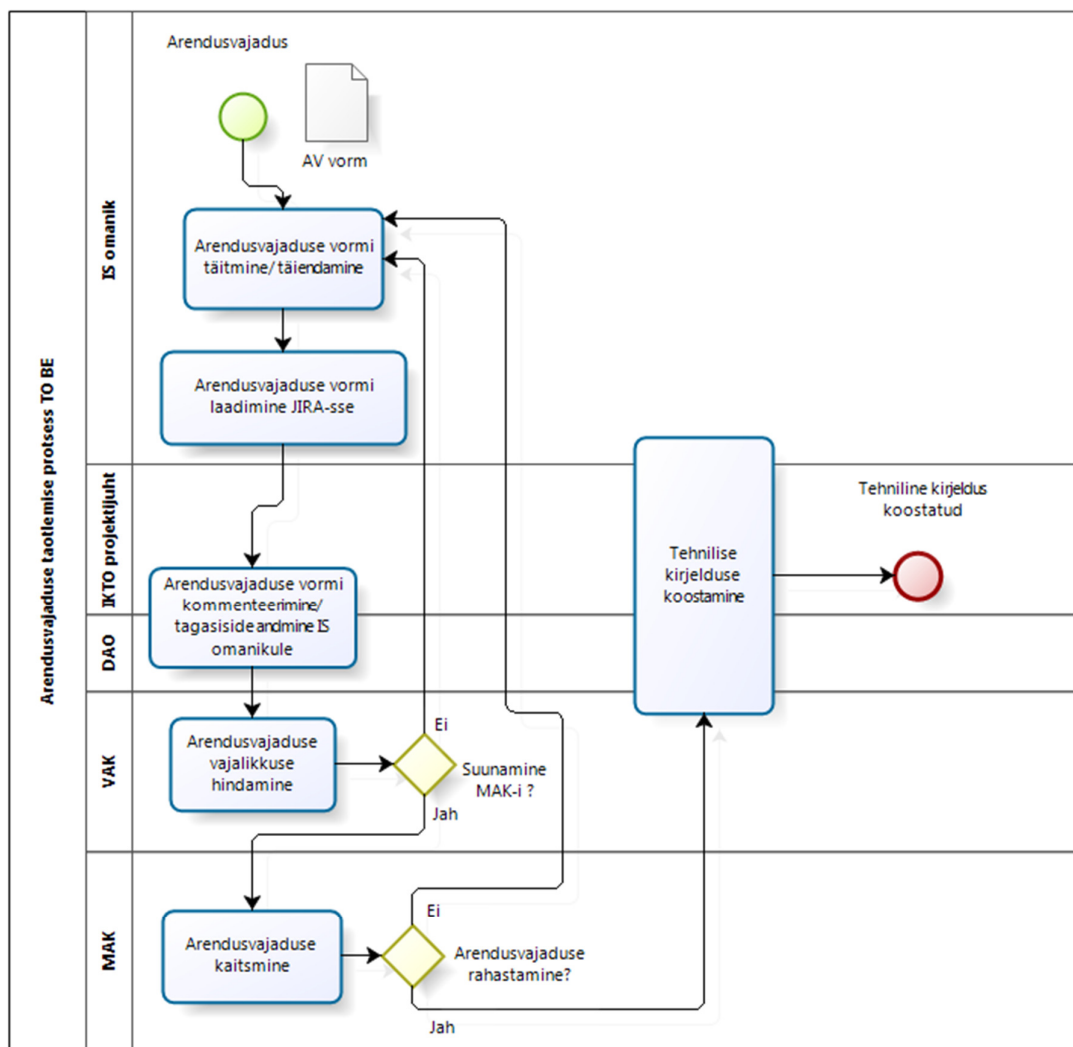 Arendusvajaduse taotlemise protsess TO BE
IS omanik
Arendusvajadus
AV vorm
Arendusvajaduse vormi
täitmine/täiendamine
Arendusvajaduse vormi
laadimine JIRA-sse
IKTO projektijuht
DAO
Arendusvajaduse vormi
kommenteerimine/
tagasiside andmine IS
omanikule
Tehnilise
kirjelduse
koostamine
Tehniline kirjeldus
koostatud
VAK
Arendusvajaduse
vajalikkuse
hindamine
Ei
Suunamine
MAK-i ?
Jah
MAK
Arendusvajaduse
kaitsmine
Ei
Arendusvajaduse
rahastamine?
Jah